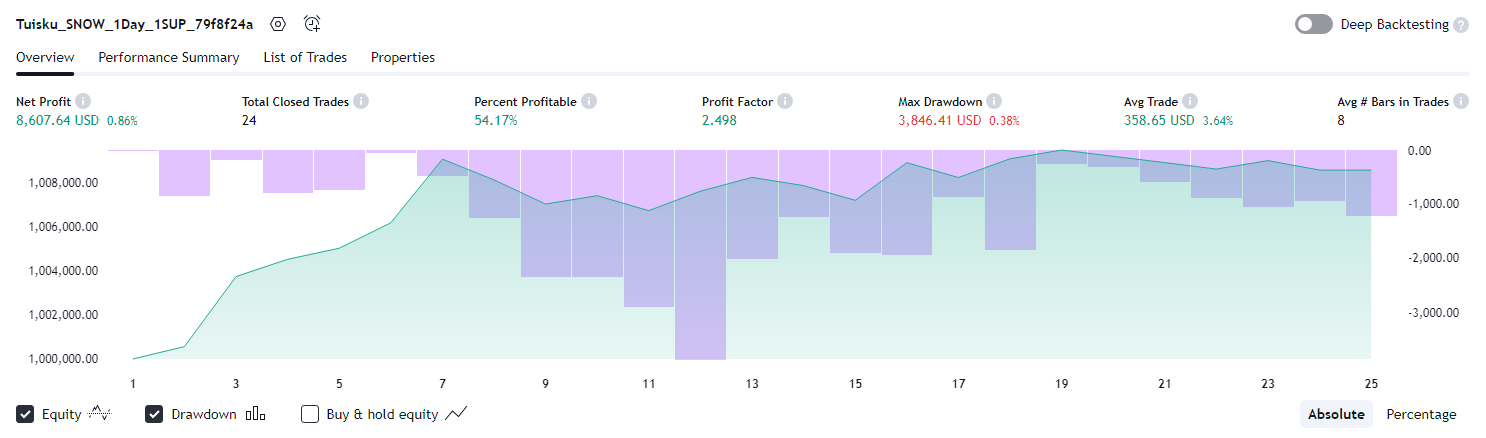 Tuisku_SNOW_1Day_1SUP_79f8f24a
Deep Backtesting ?
Overview Performance Summary List of Trades Properties
Net Profit i Total Closed Trades i Percent Profitable i Profit Factor i Max Drawdown i Avg Trade i Avg # Bars in Trades i
8,607.64 USD 0.86% 24 54.17% 2.498 3,846.41 USD 0.38% 358.65 USD 3.64% 8
0.00
1,008,000.00
-1,000.00
1,006,000.00
-2,000.00
1,004,000.00
1,002,000.00
-3,000.00
1,000,000.00
1 3 5 7 9 11 13 15 17 19 21 23 25
Equity Drawdown Buy & hold equity Absolute Percentage